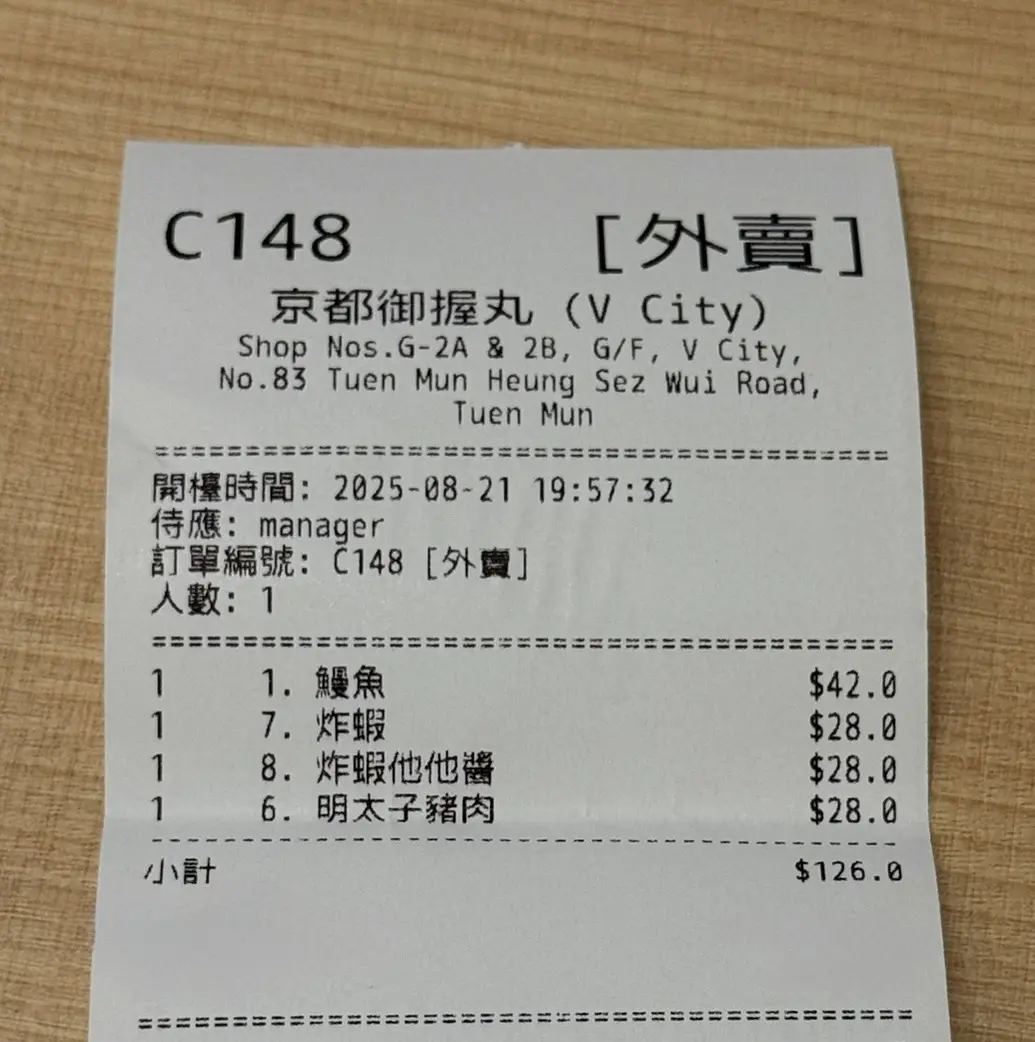 C148 [外賣]
京都御握丸 (V City)
Shop Nos.G-2A & 2B, G/F, V City,
No.83 Tuen Mun Heung Sez Wui Road,
Tuen Mun
========================================
開檯時間: 2025-08-21 19:57:32
侍應: manager
訂單編號: C148 [外賣]
人數: 1
========================================
1 1. 鰻魚 $42.0
1 7. 炸蝦 $28.0
1 8. 炸蝦他他醬 $28.0
1 6. 明太子豬肉 $28.0
----------------------------------------
小計 $126.0
========================================